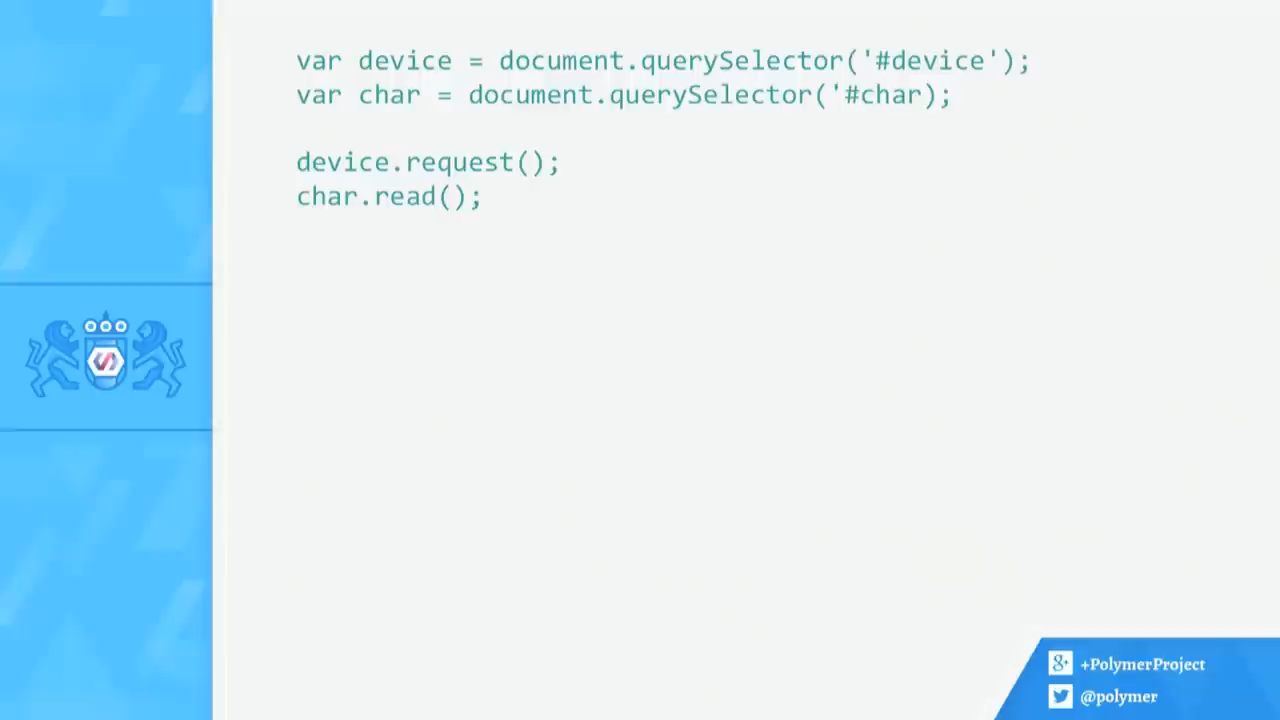 var device = document.querySelector('#device');
var char = document.querySelector('#char);
device.request();
char.read();
+PolymerProject
@polymer